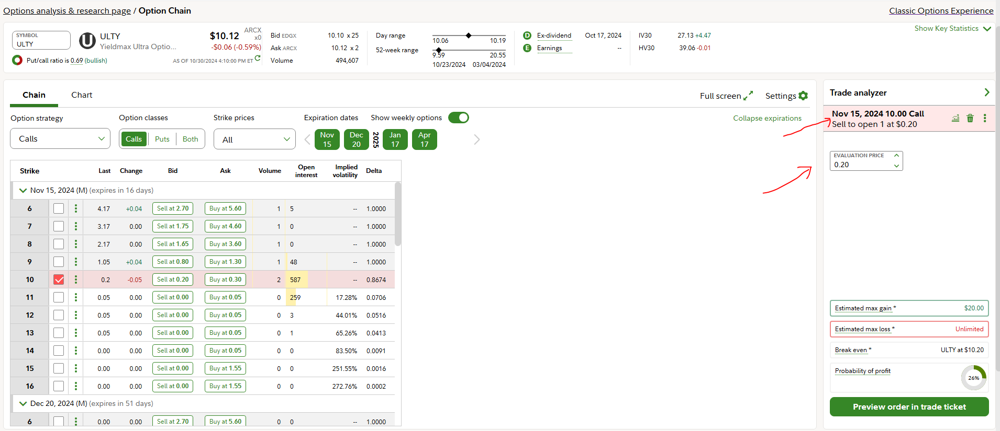 Options analysis & research page / Option Chain
Classic Options Experience
SYMBOL
ULTY
ULTY
Yieldmax Ultra Optio...
$10.12
ARCX
x0
-$0.06 (-0.59%)
Put/call ratio is 0.69 (bullish)
AS OF 10/30/2024 4:10:00 PM ET
Bid EDGX 10.10 x 25
Ask ARCX 10.12 x 2
Volume 494,607
Day range
10.06 10.19
52-week range
9.59 20.55
10/23/2024 03/04/2024
D Ex-dividend Oct 17, 2024
E Earnings --
IV30 27.13 +4.47
HV30 39.06 -0.01
Show Key Statistics
Chain Chart
Full screen Settings
Option strategy
Calls
Option classes
Calls Puts Both
Strike prices
All
Expiration dates
Show weekly options
Nov 15
Dec 20
2025
Jan 17
Apr 17
Collapse expirations
Strike Last Change Bid Ask Volume Open interest Implied volatility Delta
Nov 15, 2024 (M) (expires in 16 days)
6 4.17 +0.04 Sell at 2.70 Buy at 5.60 1 5 -- 1.0000
7 3.17 0.00 Sell at 1.75 Buy at 4.60 1 0 -- 1.0000
8 2.17 0.00 Sell at 1.65 Buy at 3.60 1 0 -- 1.0000
9 1.05 +0.04 Sell at 0.80 Buy at 1.30 1 48 -- 1.0000
10 0.2 -0.05 Sell at 0.20 Buy at 0.30 2 587 -- 0.8674
11 0.05 0.00 Sell at 0.00 Buy at 0.05 0 259 17.28% 0.0706
12 0.05 0.00 Sell at 0.00 Buy at 0.05 0 3 44.01% 0.0516
13 0.05 0.00 Sell at 0.00 Buy at 0.05 0 1 65.26% 0.0413
14 0.00 0.00 Sell at 0.00 Buy at 0.05 0 0 83.50% 0.0091
15 0.00 0.00 Sell at 0.00 Buy at 1.55 0 0 251.55% 0.0016
16 0.00 0.00 Sell at 0.00 Buy at 1.55 0 0 272.76% 0.0002
Dec 20, 2024 (M) (expires in 51 days)
6 0.00 0.00 Sell at 2.70 Buy at 5.60 0 0 -- 1.0000
Trade analyzer
Nov 15, 2024 10.00 Call
Sell to open 1 at $0.20
EVALUATION PRICE
0.20
Estimated max gain * $20.00
Estimated max loss * Unlimited
Break even * ULTY at $10.20
Probability of profit 26%
Preview order in trade ticket